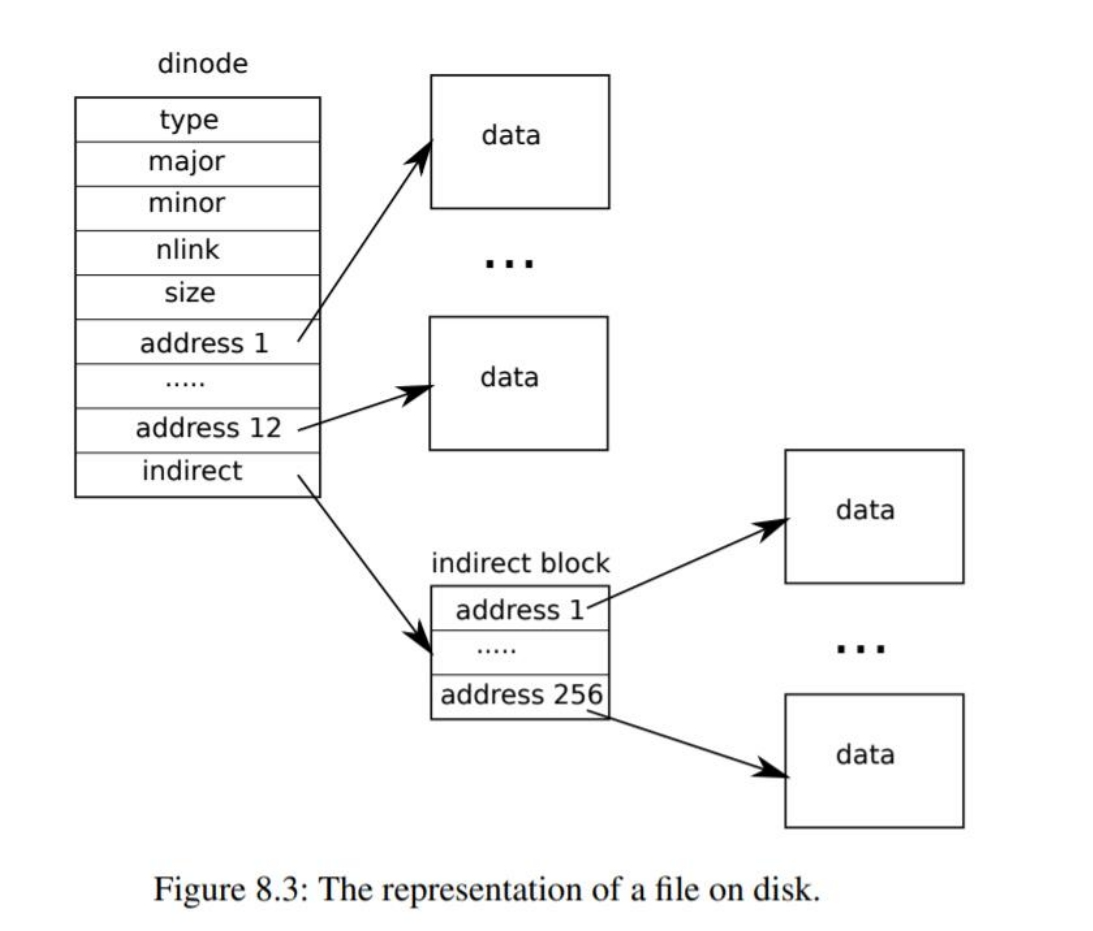 dinode
type
major
minor
nlink
size
address 1
.....
address 12
indirect
data
...
data
indirect block
address 1
.....
address 256
data
...
data
Figure 8.3: The representation of a file on disk.